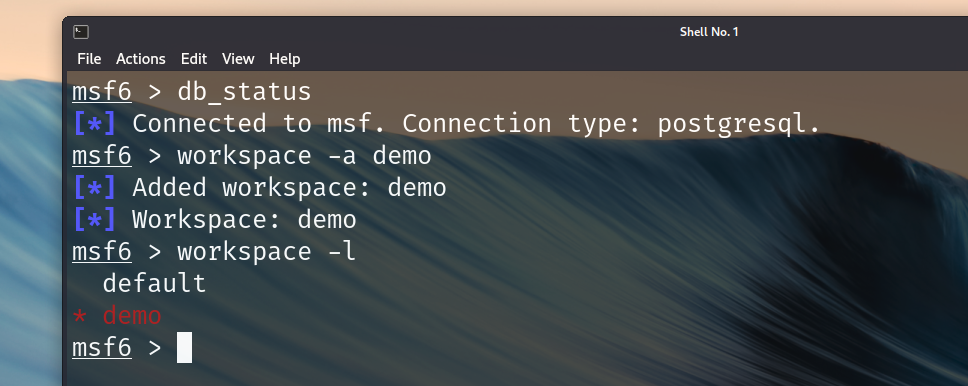 Shell No. 1
File Actions Edit View Help
msf6 > db_status
[*] Connected to msf. Connection type: postgresql.
msf6 > workspace -a demo
[*] Added workspace: demo
[*] Workspace: demo
msf6 > workspace -l
default
* demo
msf6 >